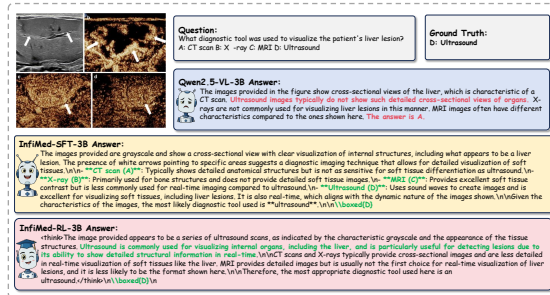 a
b
c
d
Question:
What diagnostic tool was used to visualize the patient's liver lesion?
A: CT scan B: X -ray C: MRI D: Ultrasound
Ground Truth:
D: Ultrasound
Qwen2.5-VL-3B Answer:
The images provided in the figure show cross-sectional views of the liver, which is characteristic of a
CT scan. Ultrasound images typically do not show such detailed cross-sectional views of organs. X-
rays are not commonly used for visualizing liver lesions in this manner. MRI images often have different
characteristics compared to the ones shown here. The answer is A.
InfiMed-SFT-3B Answer:
The images provided are grayscale and show a cross-sectional view with clear visualization of internal structures, including what appears to be a liver
lesion. The presence of white arrows pointing to specific areas suggests a diagnostic imaging technique that allows for detailed visualization of soft
tissues.\n\n- **CT scan (A)**: Typically shows detailed anatomical structures but is not as sensitive for soft tissue differentiation as ultrasound.\n-
**X-ray (B)**: Primarily used for bone structures and does not provide detailed soft tissue images.\n- **MRI (C)**: Provides excellent soft tissue
contrast but is less commonly used for real-time imaging compared to ultrasound.\n- **Ultrasound (D)**: Uses sound waves to create images and is
excellent for visualizing soft tissues, including liver lesions. It is also real-time, which aligns with the dynamic nature of the images shown.\n\nGiven the
characteristics of the images, the most likely diagnostic tool used is **ultrasound**.\n\n\\boxed{D}
InfiMed-RL-3B Answer:
<think>The image provided appears to be a series of ultrasound scans, as indicated by the characteristic grayscale and the appearance of the tissue
structures. Ultrasound is commonly used for visualizing internal organs, including the liver, and is particularly useful for detecting lesions due to
its ability to show detailed structural information in real-time.\n\nCT scans and X-rays typically provide cross-sectional images and are less detailed
in real-time visualization of soft tissues like the liver. MRI provides detailed images but is usually not the first choice for real-time visualization of liver
lesions, and it is less likely to be the format shown here.\n\nTherefore, the most appropriate diagnostic tool used here is an
ultrasound.</think>\n\\boxed{D}\n